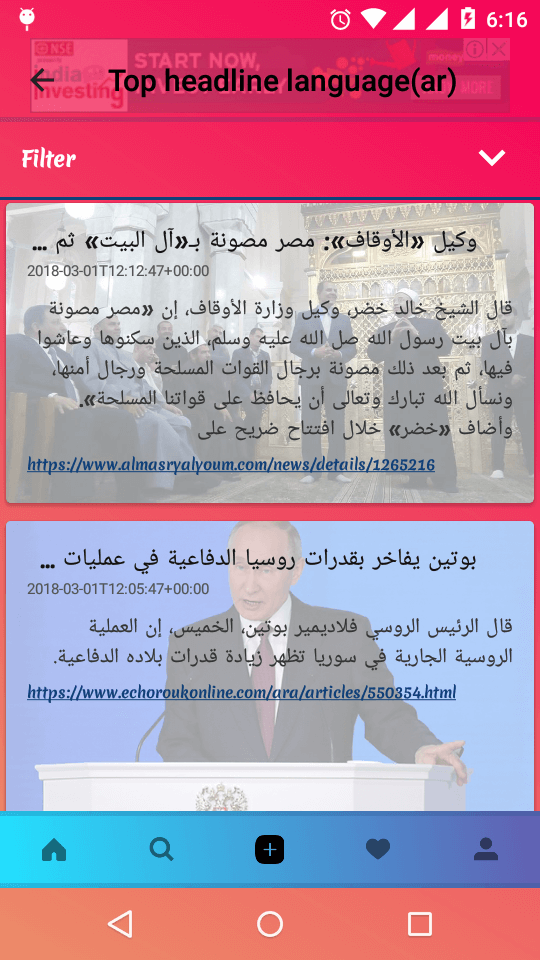 6:16
NSE
START NOW,
money
india
investing
MORE
Top headline language(ar)
Filter
وكيل «الأوقاف»: مصر مصونة بـ«آل البيت» ثم ...
2018-03-01T12:12:47+00:00
قال الشيخ خالد خضر، وكيل وزارة الأوقاف، إن «مصر مصونة
بآل بيت رسول الله صل الله عليه وسلم، الذين سكنوها وعاشوا
فيها، ثم بعد ذلك مصونة برجال القوات المسلحة ورجال أمنها،
ونسأل الله تبارك وتعالى أن يحافظ على قواتنا المسلحة».
وأضاف «خضر» خلال افتتاح ضريح على
https://www.almasryalyoum.com/news/details/1265216
بوتين يفاخر بقدرات روسيا الدفاعية في عمليات ...
2018-03-01T12:05:47+00:00
قال الرئيس الروسي فلاديمير بوتين، الخميس، إن العملية
الروسية الجارية في سوريا تظهر زيادة قدرات بلاده الدفاعية.
https://www.echoroukonline.com/ara/articles/550354.html